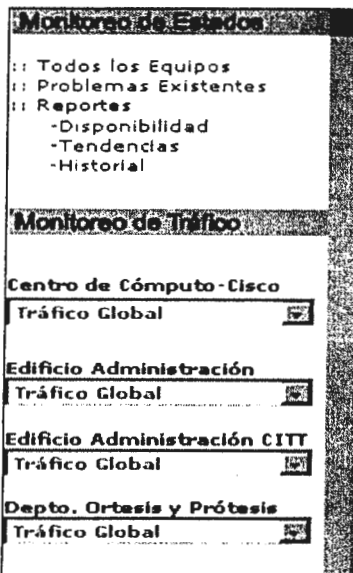 Monitoreo de Estados
:: Todos los Equipos
:: Problemas Existentes
:: Reportes
-Disponibilidad
-Tendencias
-Historial
Monitoreo de Tráfico
Centro de Cómputo-Cisco
Tráfico Global
Edificio Administración
Tráfico Global
Edificio Administración CITT
Tráfico Global
Depto. Ortesis y Prótesis
Tráfico Global